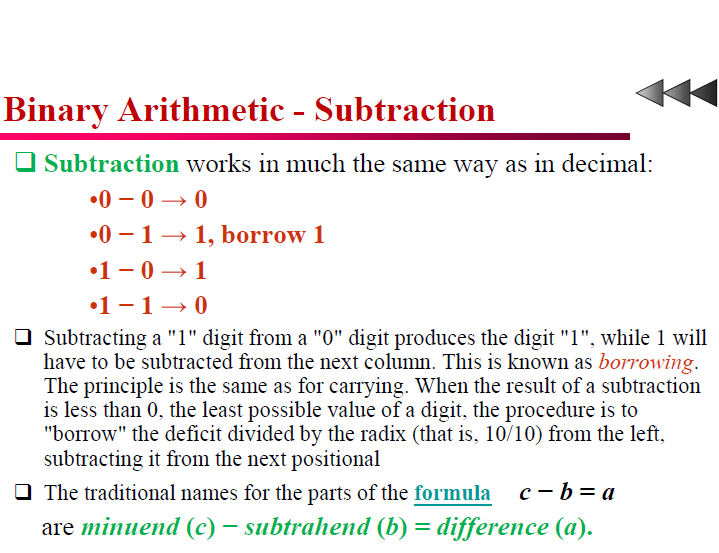 Binary Arithmetic - Subtraction
❑ Subtraction works in much the same way as in decimal:
•0 − 0 → 0
•0 − 1 → 1, borrow 1
•1 − 0 → 1
•1 − 1 → 0
❑ Subtracting a "1" digit from a "0" digit produces the digit "1", while 1 will
have to be subtracted from the next column. This is known as borrowing.
The principle is the same as for carrying. When the result of a subtraction
is less than 0, the least possible value of a digit, the procedure is to
"borrow" the deficit divided by the radix (that is, 10/10) from the left,
subtracting it from the next positional
❑ The traditional names for the parts of the formula c − b = a
are minuend (c) − subtrahend (b) = difference (a).